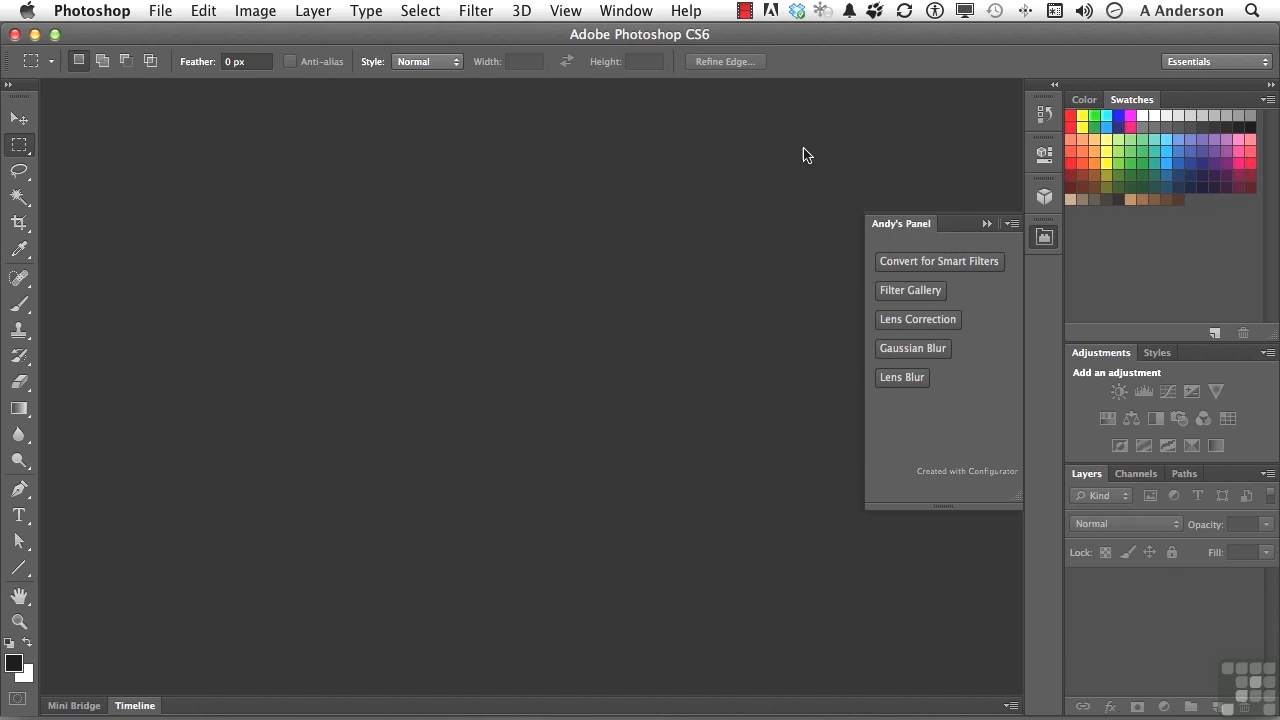 Photoshop File Edit Image Layer Type Select Filter 3D View Window Help A Anderson
Adobe Photoshop CS6
Feather: 0 px Anti-alias Style: Normal Width: Height: Refine Edge... Essentials
Color Swatches
Andy's Panel
Convert for Smart Filters
Filter Gallery
Lens Correction
Gaussian Blur
Lens Blur
Created with Configurator
Adjustments Styles
Add an adjustment
Layers Channels Paths
Kind
Normal Opacity:
Lock: Fill:
Mini Bridge Timeline